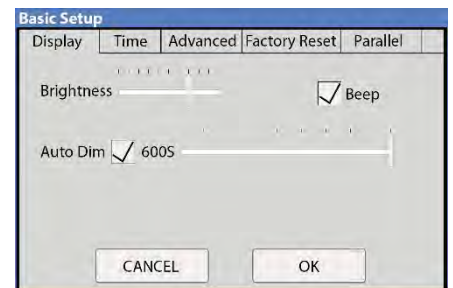 Basic Setup
Display Time Advanced Factory Reset Parallel
Brightness Beep
Auto Dim 600S
CANCEL OK